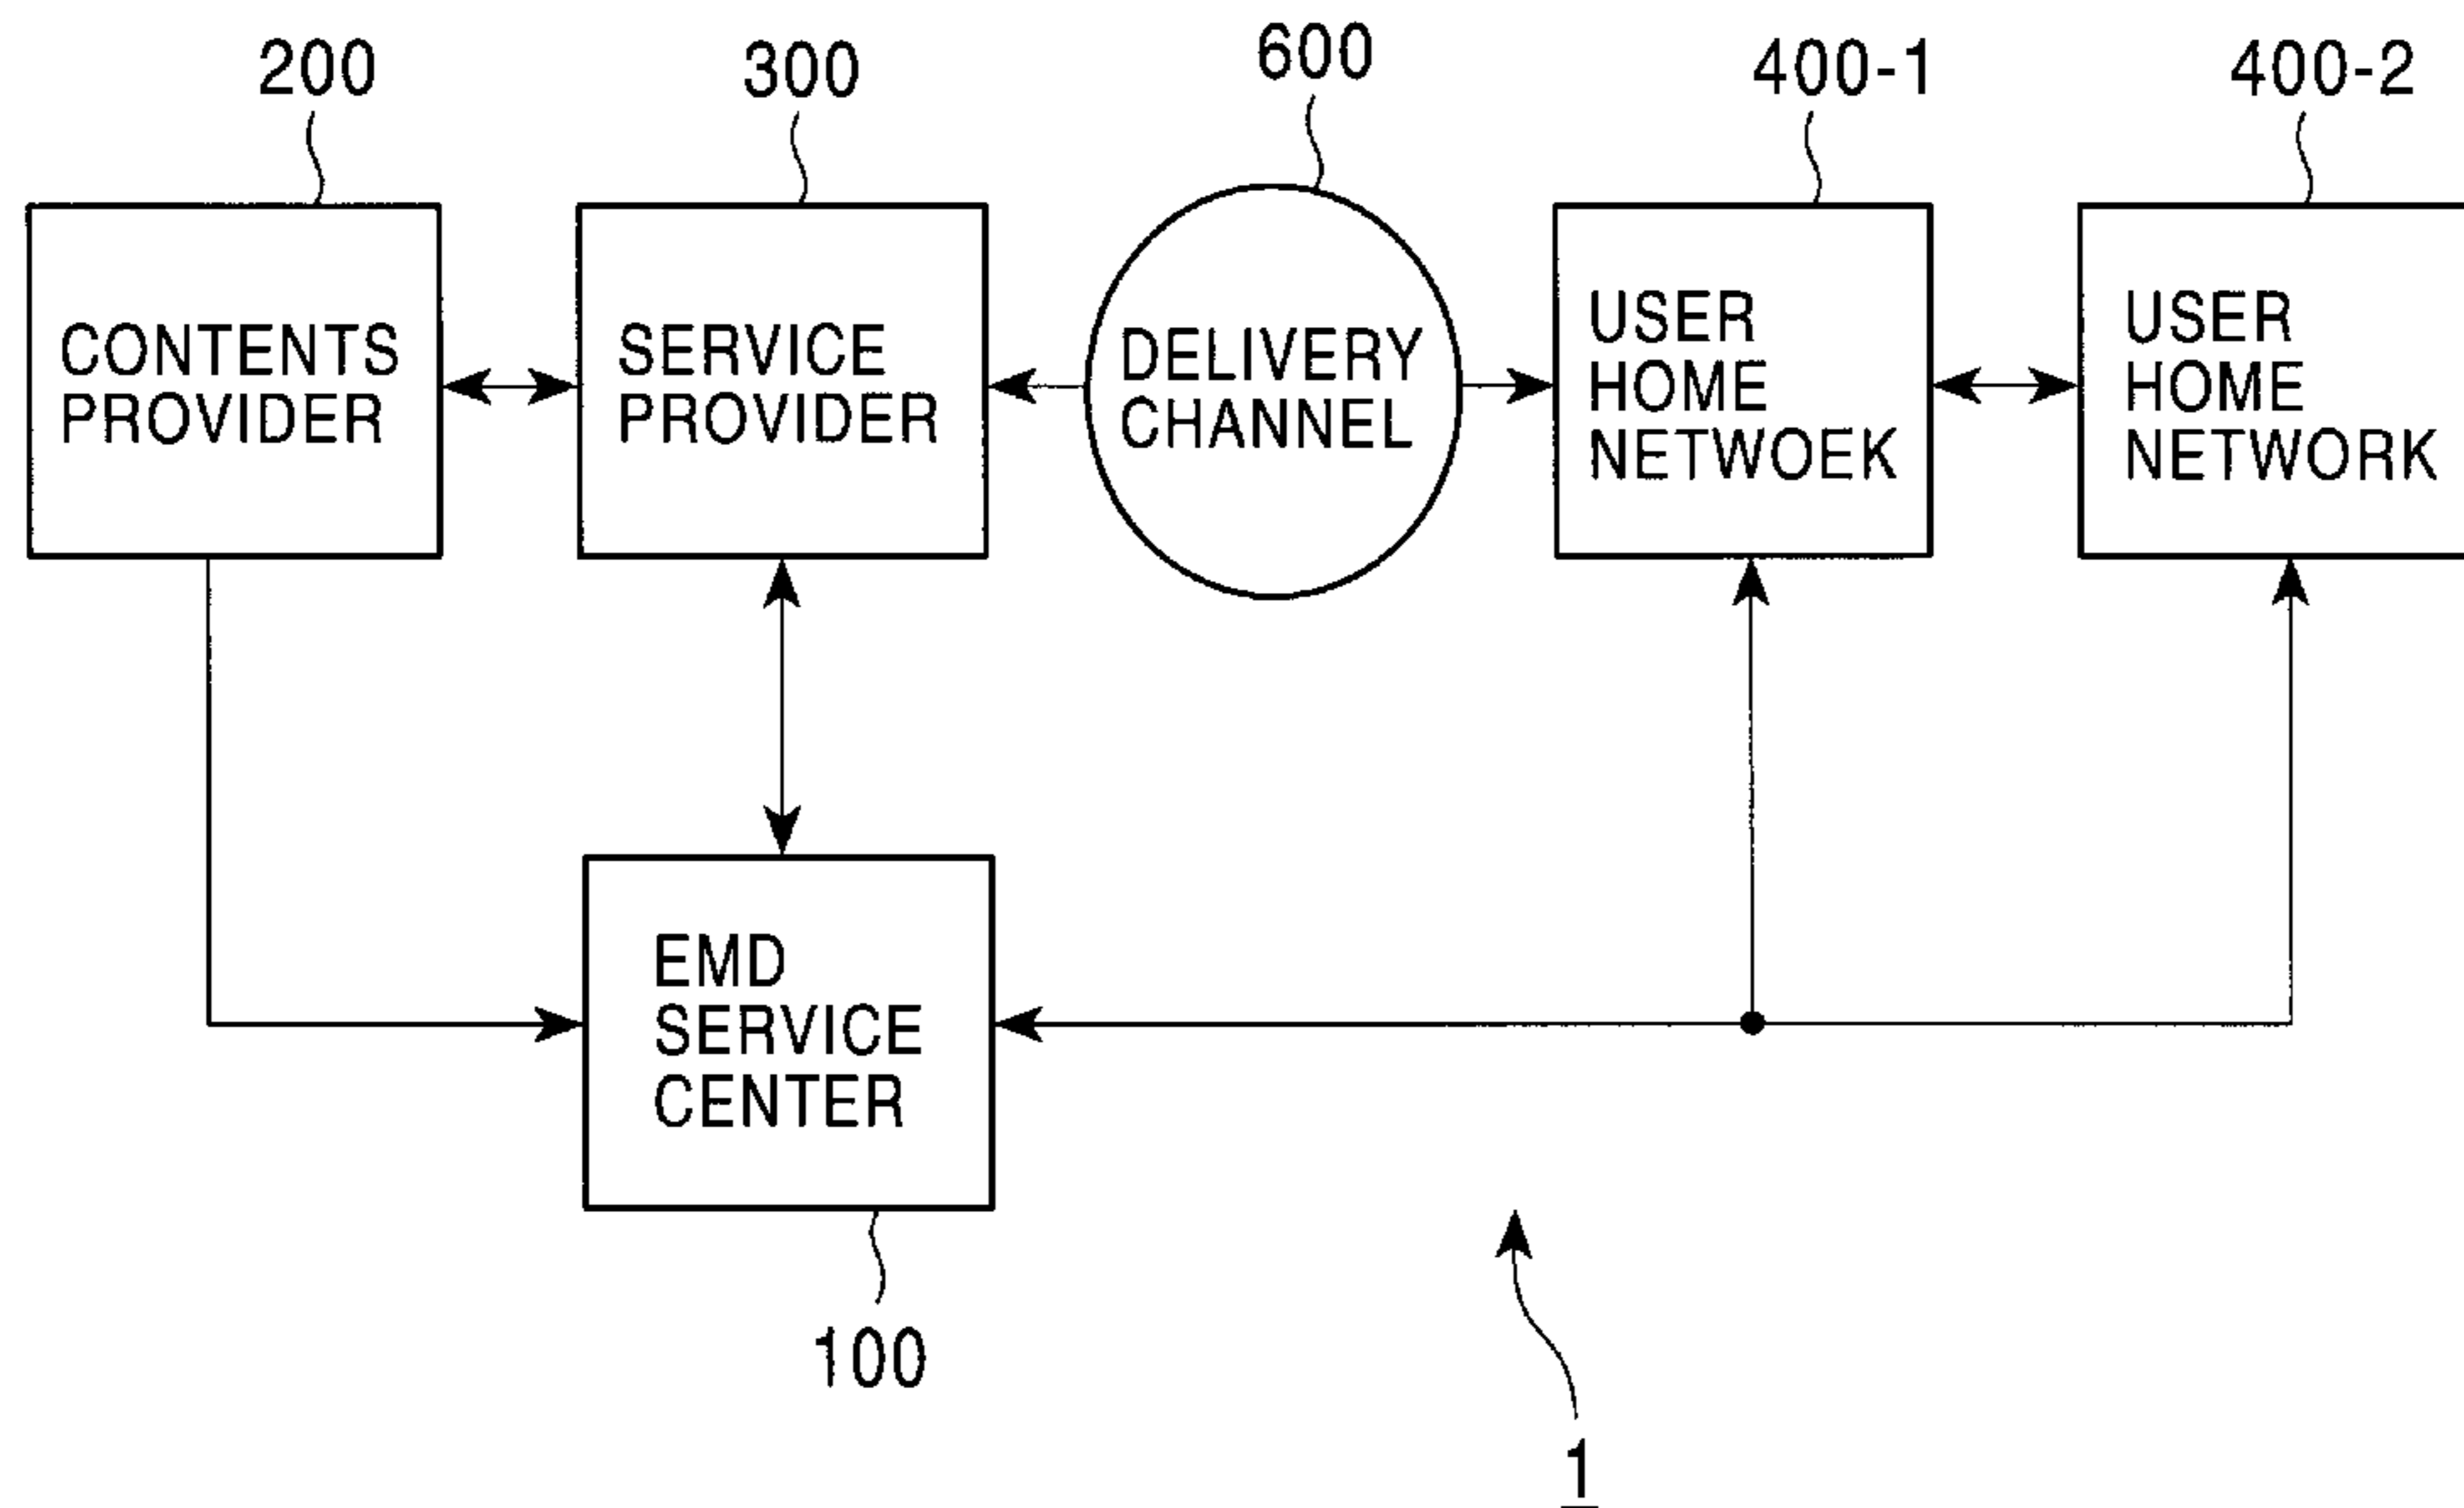 200
300
600
400-1
400-2
CONTENTS
PROVIDER
SERVICE
PROVIDER
DELIVERY
CHANNEL
USER
HOME
NETWOEK
USER
HOME
NETWORK
EMD
SERVICE
CENTER
100
1